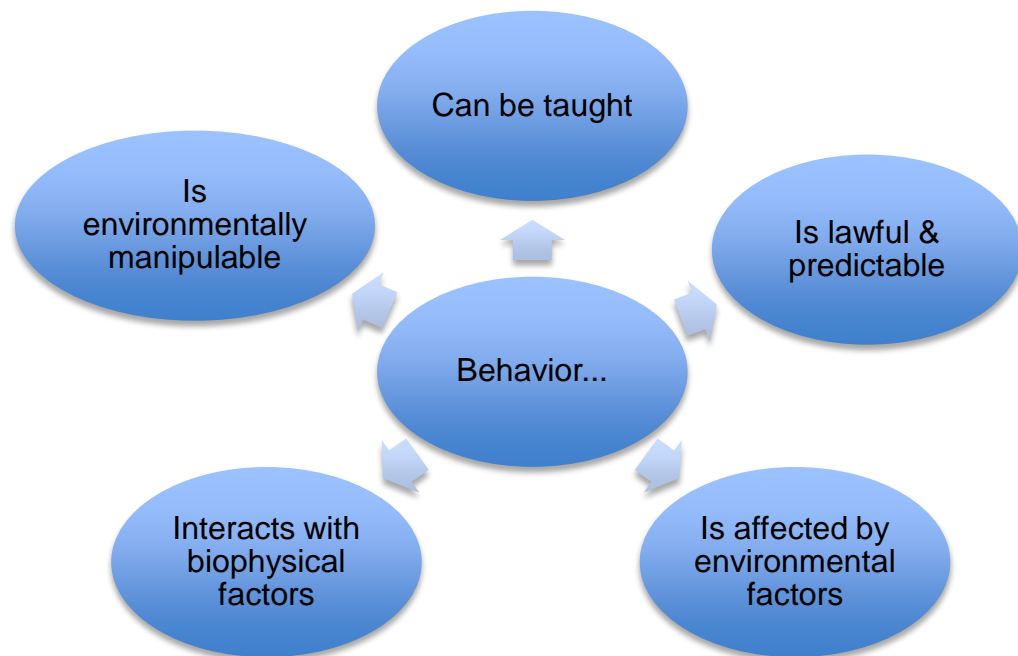 Can be taught
Is
environmentally
manipulable
Is lawful &
predictable
Behavior...
Interacts with
biophysical
factors
Is affected by
environmental
factors